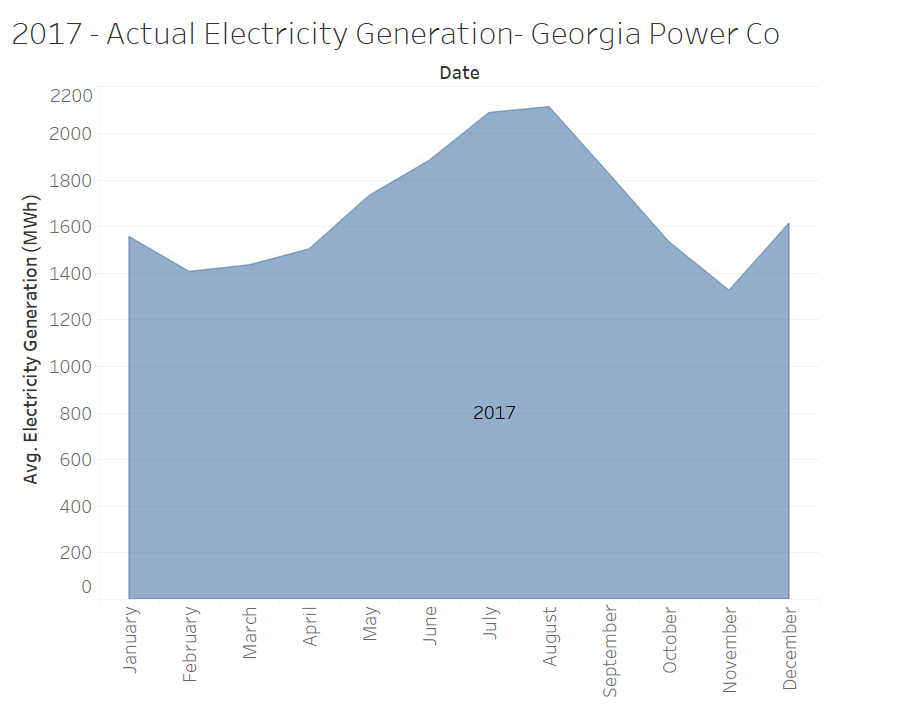 2017 - Actual Electricity Generation- Georgia Power Co
Date
Avg. Electricity Generation (MWh)
2200
2000
1800
1600
1400
1200
1000
800
600
400
200
0
2017
January
February
March
April
May
June
July
August
September
October
November
December